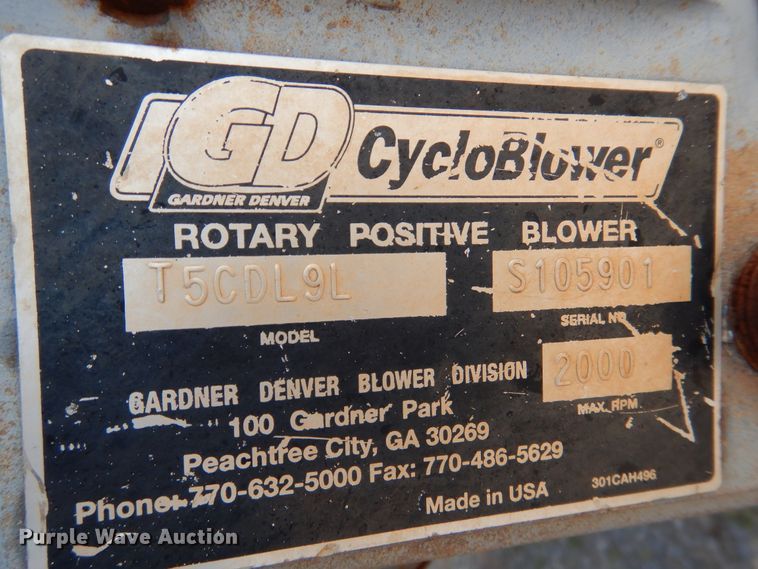 GD
GARDNER DENVER
CycloBlower®
ROTARY POSITIVE BLOWER
T5CDL9L S105901
MODEL SERIAL NO
GARDNER DENVER BLOWER DIVISION 2000
100 Gardner Park MAX. RPM
Peachtree City, GA 30269
Phone: 770-632-5000 Fax: 770-486-5629
Made in USA 301CAH496
Purple Wave Auction